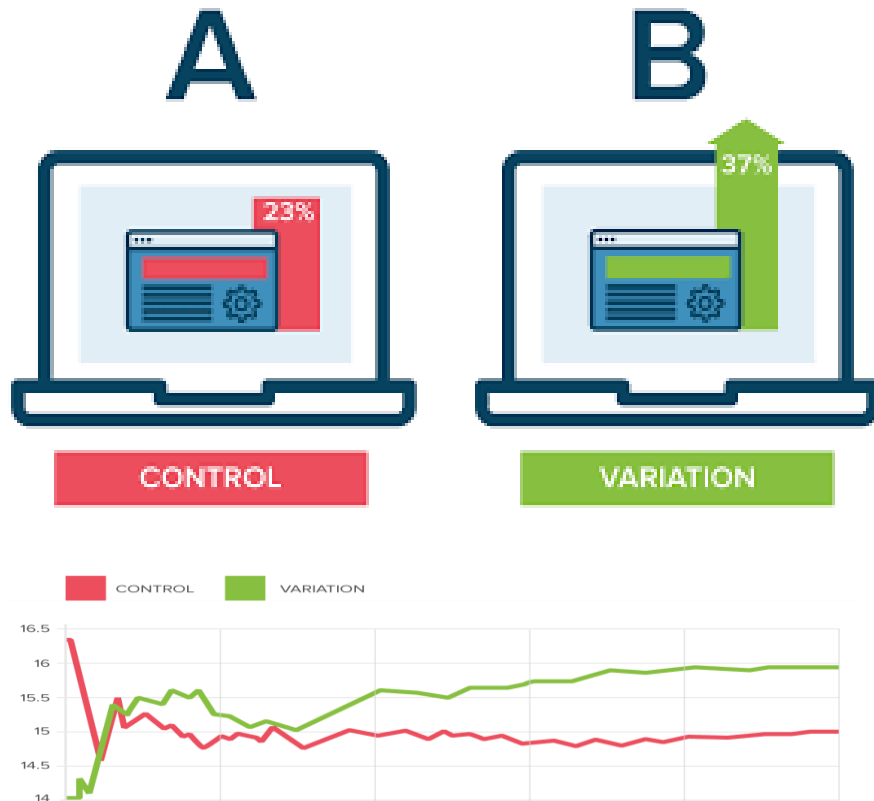 A B
37%
23%
CONTROL VARIATION
CONTROL VARIATION
16.5
16
15.5
15
14.5
14